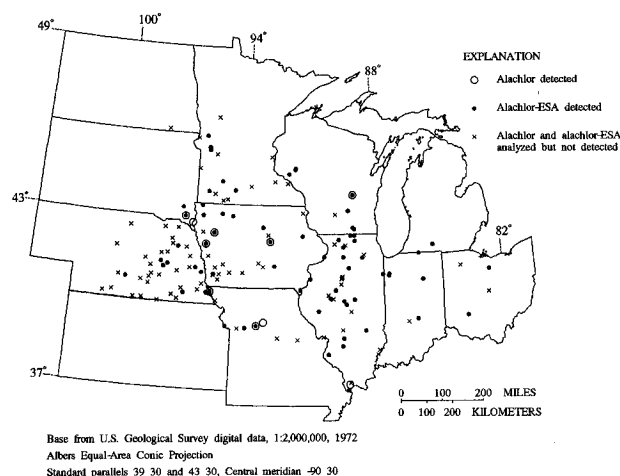 49°
100°
94°
88°
EXPLANATION
Alachlor detected
Alachlor-ESA detected
Alachlor and alachlor-ESA
analyzed but not detected
43°
82°
37°
0 100 200 MILES
0 100 200 KILOMETERS
Base from U.S. Geological Survey digital data, 1:2,000,000, 1972
Albers Equal-Area Conic Projection
Standard parallels 39 30 and 43 30, Central meridian -90 30